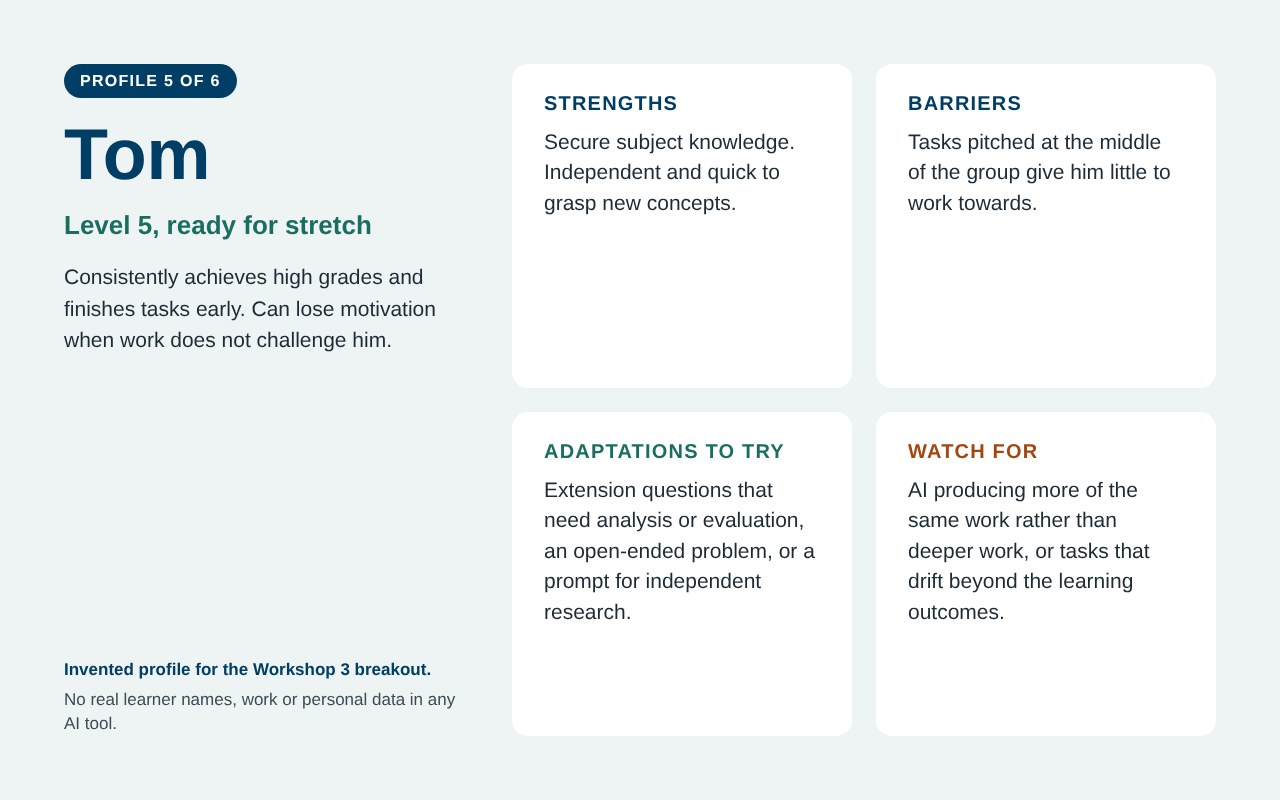 PROFILE 5 OF 6
Tom
Level 5, ready for stretch
Consistently achieves high grades and
finishes tasks early. Can lose motivation
when work does not challenge him.
Invented profile for the Workshop 3 breakout.
No real learner names, work or personal data in any
AI tool.
STRENGTHS
Secure subject knowledge.
Independent and quick to
grasp new concepts.
BARRIERS
Tasks pitched at the middle
of the group give him little to
work towards.
ADAPTATIONS TO TRY
Extension questions that
need analysis or evaluation,
an open-ended problem, or a
prompt for independent
research.
WATCH FOR
AI producing more of the
same work rather than
deeper work, or tasks that
drift beyond the learning
outcomes.